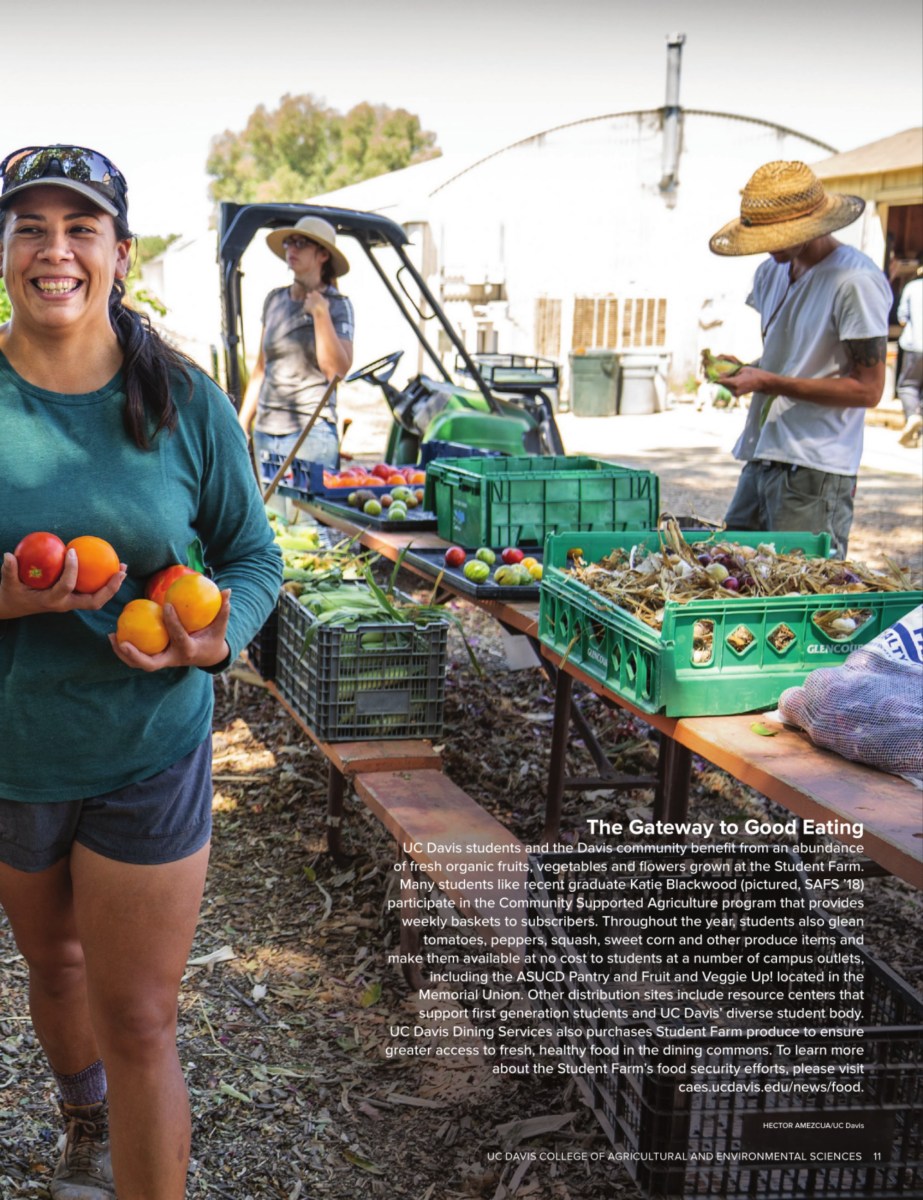 GLENCOURT
The Gateway to Good Eating
UC Davis students and the Davis community benefit from an abundance
of fresh organic fruits, vegetables and flowers grown at the Student Farm.
Many students like recent graduate Katie Blackwood (pictured, SAFS '18)
participate in the Community Supported Agriculture program that provides
weekly baskets to subscribers. Throughout the year, students also glean
tomatoes, peppers, squash, sweet corn and other produce items and
make them available at no cost to students at a number of campus outlets,
including the ASUCD Pantry and Fruit and Veggie Up! located in the
Memorial Union. Other distribution sites include resource centers that
support first generation students and UC Davis' diverse student body.
UC Davis Dining Services also purchases Student Farm produce to ensure
greater access to fresh, healthy food in the dining commons. To learn more
about the Student Farm's food security efforts, please visit
caes.ucdavis.edu/news/food.
HECTOR AMEZCUA/UC Davis
UC DAVIS COLLEGE OF AGRICULTURAL AND ENVIRONMENTAL SCIENCES 11